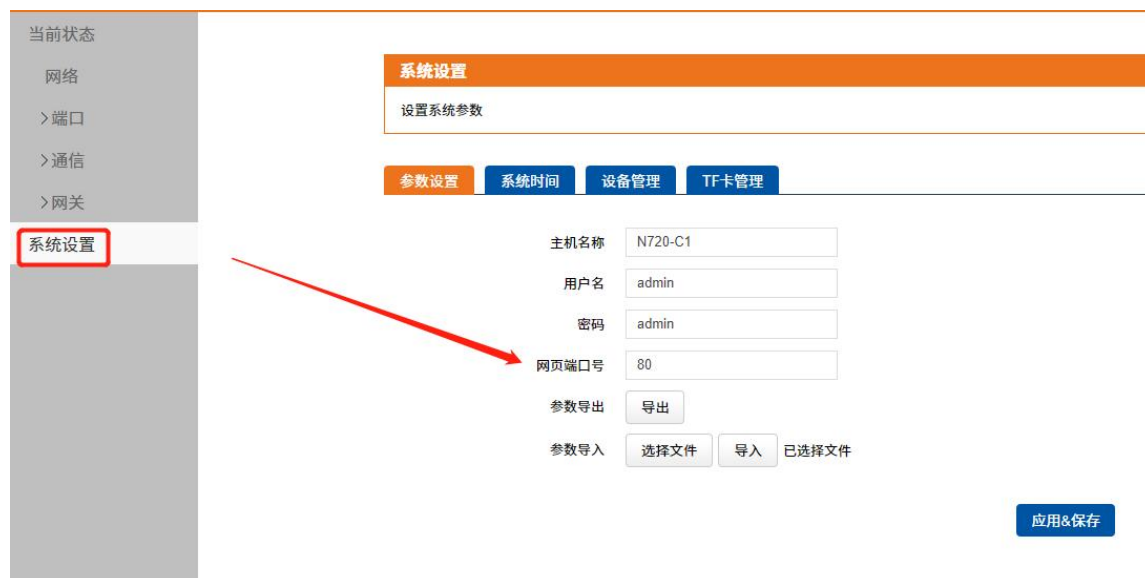 当前状态
网络
>端口
>通信
>网关
系统设置
系统设置
设置系统参数
参数设置 系统时间 设备管理 TF卡管理
主机名称 N720-C1
用户名 admin
密码 admin
网页端口号 80
参数导出 导出
参数导入 选择文件 导入 已选择文件
应用&保存